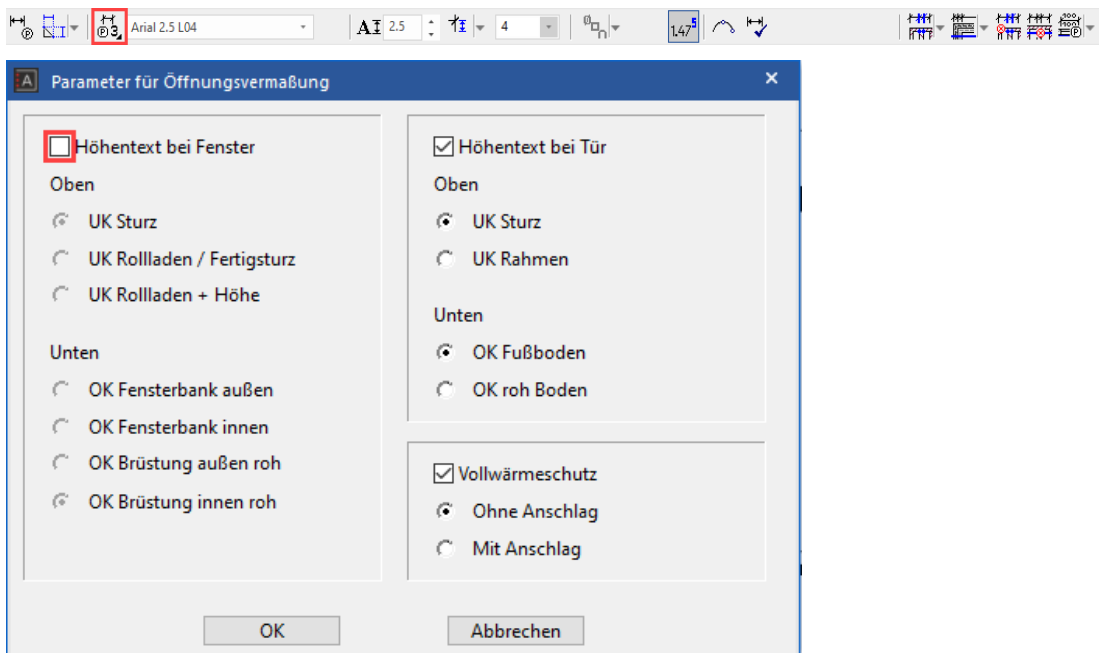 Arial 2.5 L04
2.5
4
1.47⁵
Parameter für Öffnungsvermaßung
Höhentext bei Fenster
Oben
UK Sturz
UK Rollladen / Fertigsturz
UK Rollladen + Höhe
Unten
OK Fensterbank außen
OK Fensterbank innen
OK Brüstung außen roh
OK Brüstung innen roh
Höhentext bei Tür
Oben
UK Sturz
UK Rahmen
Unten
OK Fußboden
OK roh Boden
Vollwärmeschutz
Ohne Anschlag
Mit Anschlag
OK
Abbrechen